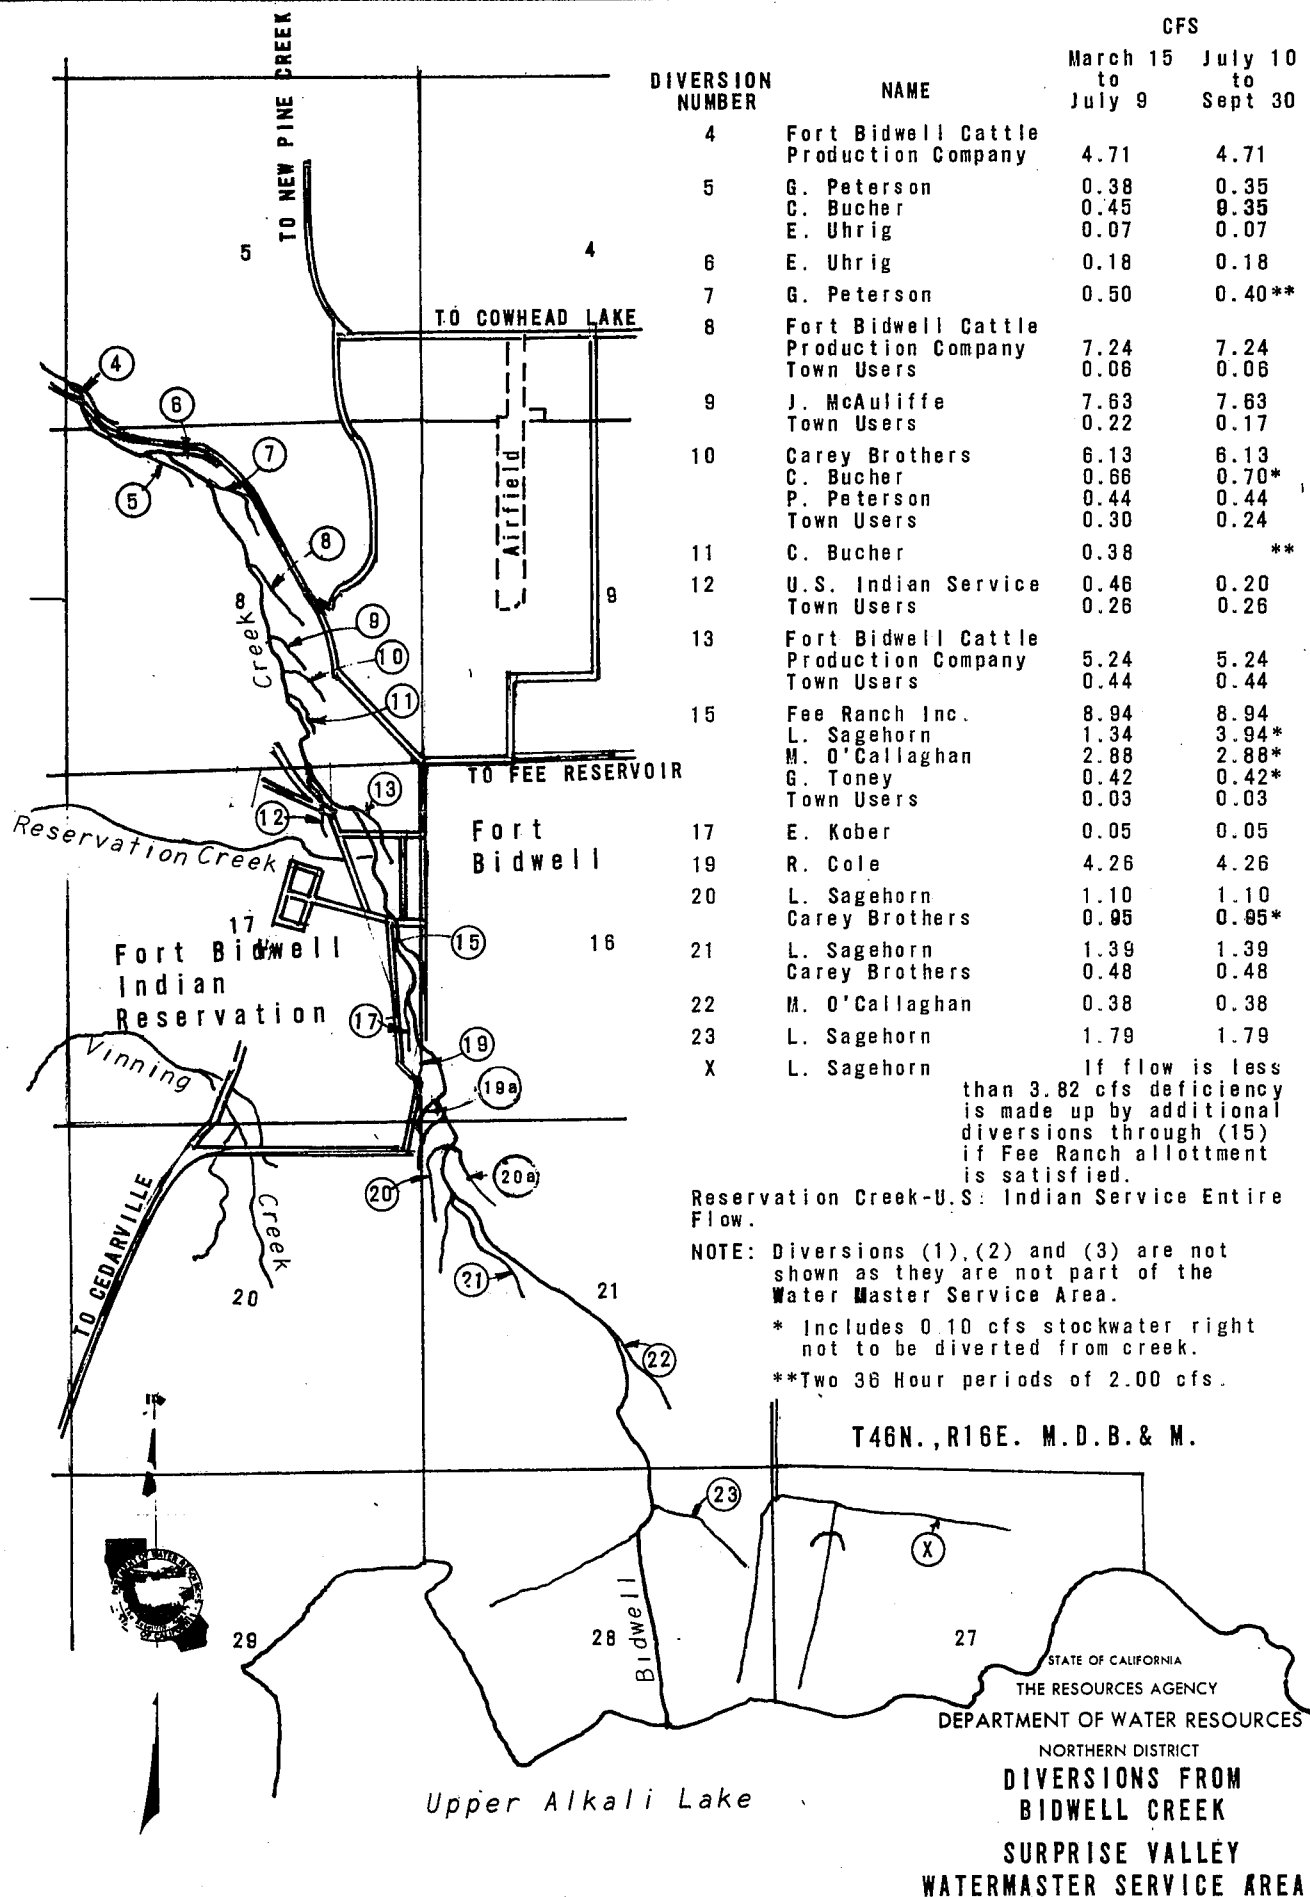 CFS
March 15 July 10
DIVERSION to to
NUMBER NAME July 9 Sept 30
4 Fort Bidwell Cattle
Production Company 4.71 4.71
5 G. Peterson 0.38 0.35
C. Bucher 0.45 0.35
E. Uhrig 0.07 0.07
6 E. Uhrig 0.18 0.18
7 G. Peterson 0.50 0.40**
8 Fort Bidwell Cattle
Production Company 7.24 7.24
Town Users 0.06 0.06
9 J. McAuliffe 7.63 7.63
Town Users 0.22 0.17
10 Carey Brothers 6.13 6.13
C. Bucher 0.66 0.70*
P. Peterson 0.44 0.44
Town Users 0.30 0.24
11 C. Bucher 0.38 **
12 U.S. Indian Service 0.46 0.20
Town Users 0.26 0.26
13 Fort Bidwell Cattle
Production Company 5.24 5.24
Town Users 0.44 0.44
15 Fee Ranch Inc. 8.94 8.94
L. Sagehorn 1.34 3.94*
M. O'Callaghan 2.88 2.88*
G. Toney 0.42 0.42*
Town Users 0.03 0.03
17 E. Kober 0.05 0.05
19 R. Cole 4.26 4.26
20 L. Sagehorn 1.10 1.10
Carey Brothers 0.95 0.85*
21 L. Sagehorn 1.39 1.39
Carey Brothers 0.48 0.48
22 M. O'Callaghan 0.38 0.38
23 L. Sagehorn 1.79 1.79
X L. Sagehorn If flow is less
than 3.82 cfs deficiency
is made up by additional
diversions through (15)
if Fee Ranch allottment
is satisfied.
Reservation Creek-U.S. Indian Service Entire
Flow.
NOTE: Diversions (1),(2) and (3) are not
shown as they are not part of the
Water Master Service Area.
* Includes 0.10 cfs stockwater right
not to be diverted from creek.
**Two 36 Hour periods of 2.00 cfs.
T46N.,R16E. M.D.B.& M.
TO NEW PINE CREEK
5
4
TO COWHEAD LAKE
4
6
7
5
8
Airfield
8
9
9
Creek
10
11
TO FEE RESERVOIR
13
12
Reservation Creek
Fort
Bidwell
17
15
16
Fort Bidwell
Indian
Reservation
17
19
Vinning
19a
20
20a
Creek
TO CEDARVILLE
21
20
21
22
23
X
29
28
Bidwell
27
Upper Alkali Lake
STATE OF CALIFORNIA
THE RESOURCES AGENCY
DEPARTMENT OF WATER RESOURCES
NORTHERN DISTRICT
DIVERSIONS FROM
BIDWELL CREEK
SURPRISE VALLEY
WATERMASTER SERVICE AREA